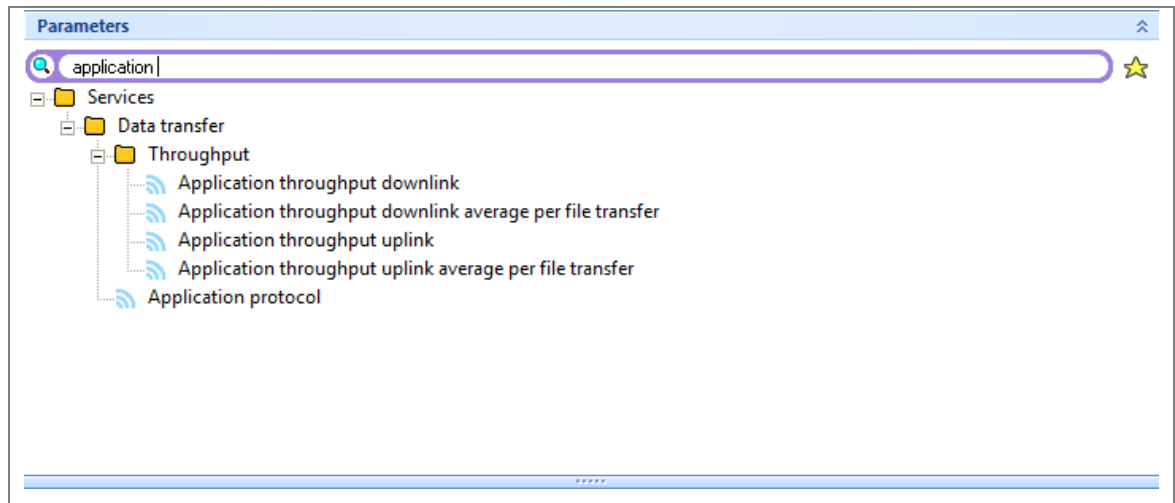 Parameters
application
Services
Data transfer
Throughput
Application throughput downlink
Application throughput downlink average per file transfer
Application throughput uplink
Application throughput uplink average per file transfer
Application protocol